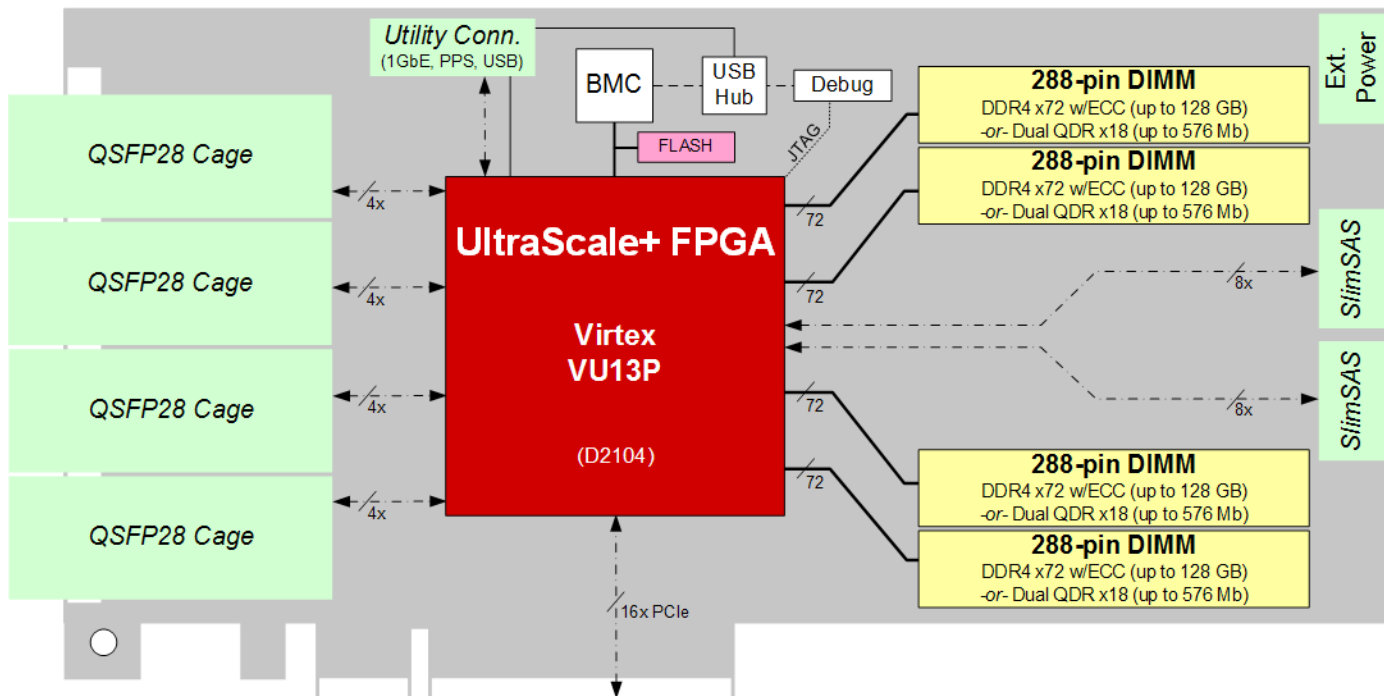 Utility Conn.
(1GbE, PPS, USB)
BMC
USB
Hub
Debug
FLASH
JTAG
288-pin DIMM
DDR4 x72 w/ECC (up to 128 GB)
-or- Dual QDR x18 (up to 576 Mb)
288-pin DIMM
DDR4 x72 w/ECC (up to 128 GB)
-or- Dual QDR x18 (up to 576 Mb)
Ext.
Power
QSFP28 Cage
4x
QSFP28 Cage
4x
QSFP28 Cage
4x
QSFP28 Cage
4x
UltraScale+ FPGA
Virtex
VU13P
(D2104)
72
72
72
72
8x
SlimSAS
8x
SlimSAS
288-pin DIMM
DDR4 x72 w/ECC (up to 128 GB)
-or- Dual QDR x18 (up to 576 Mb)
288-pin DIMM
DDR4 x72 w/ECC (up to 128 GB)
-or- Dual QDR x18 (up to 576 Mb)
16x PCIe